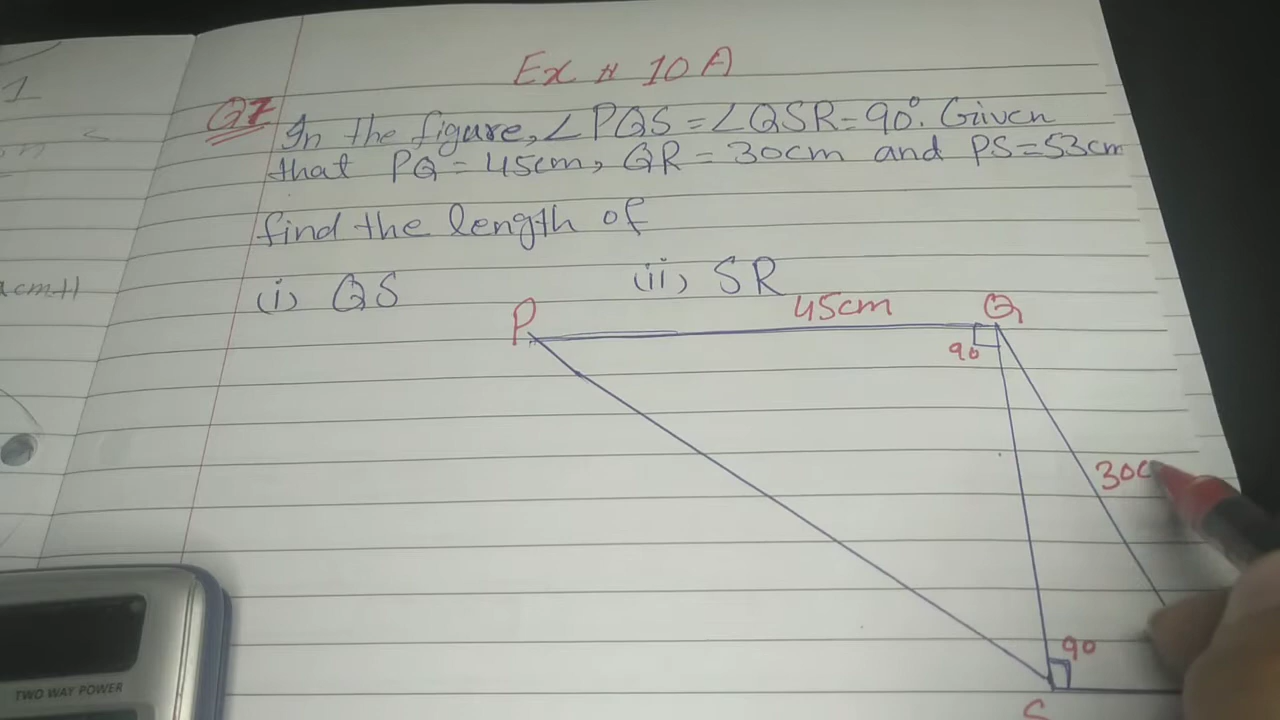 1
Ex # 10 A
Q7
In the figure, ∠PQS = ∠QSR = 90°. Given
that PQ = 45cm, QR = 30cm and PS = 53cm
find the length of
(i) QS (ii) SR
P 45cm Q
90
30c
90
S
TWO WAY POWER